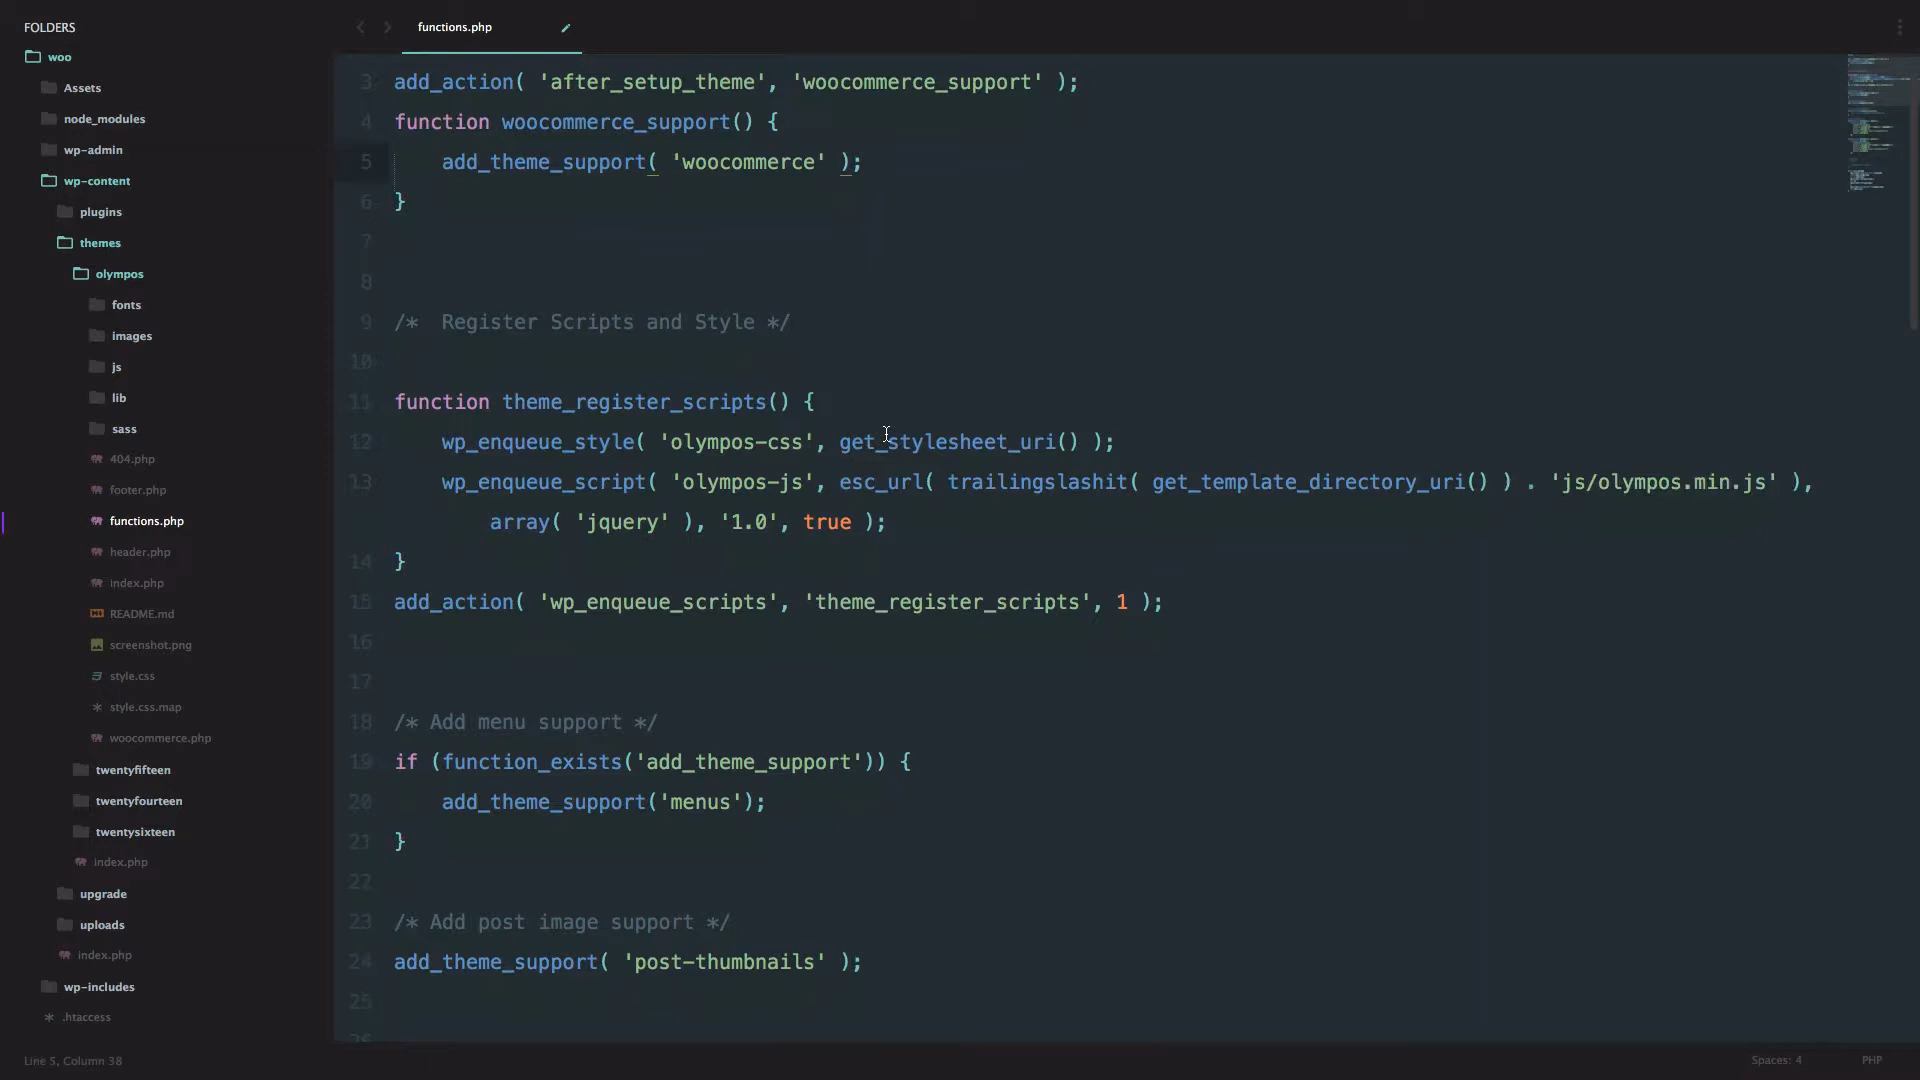 FOLDERS
woo
Assets
node_modules
wp-admin
wp-content
plugins
themes
olympos
fonts
images
js
lib
sass
404.php
footer.php
functions.php
header.php
index.php
README.md
screenshot.png
style.css
style.css.map
woocommerce.php
twentyfifteen
twentyfourteen
twentysixteen
index.php
upgrade
uploads
index.php
wp-includes
.htaccess
functions.php
3 add_action( 'after_setup_theme', 'woocommerce_support' );
4 function woocommerce_support() {
5     add_theme_support( 'woocommerce' );
6 }
7
8
9 /*  Register Scripts and Style */
10
11 function theme_register_scripts() {
12     wp_enqueue_style( 'olympos-css', get_stylesheet_uri() );
13     wp_enqueue_script( 'olympos-js', esc_url( trailingslashit( get_template_directory_uri() ) . 'js/olympos.min.js' ),
        array( 'jquery' ), '1.0', true );
14 }
15 add_action( 'wp_enqueue_scripts', 'theme_register_scripts', 1 );
16
17
18 /* Add menu support */
19 if (function_exists('add_theme_support')) {
20     add_theme_support('menus');
21 }
22
23 /* Add post image support */
24 add_theme_support( 'post-thumbnails' );
25
Line 5, Column 38
Spaces: 4
PHP